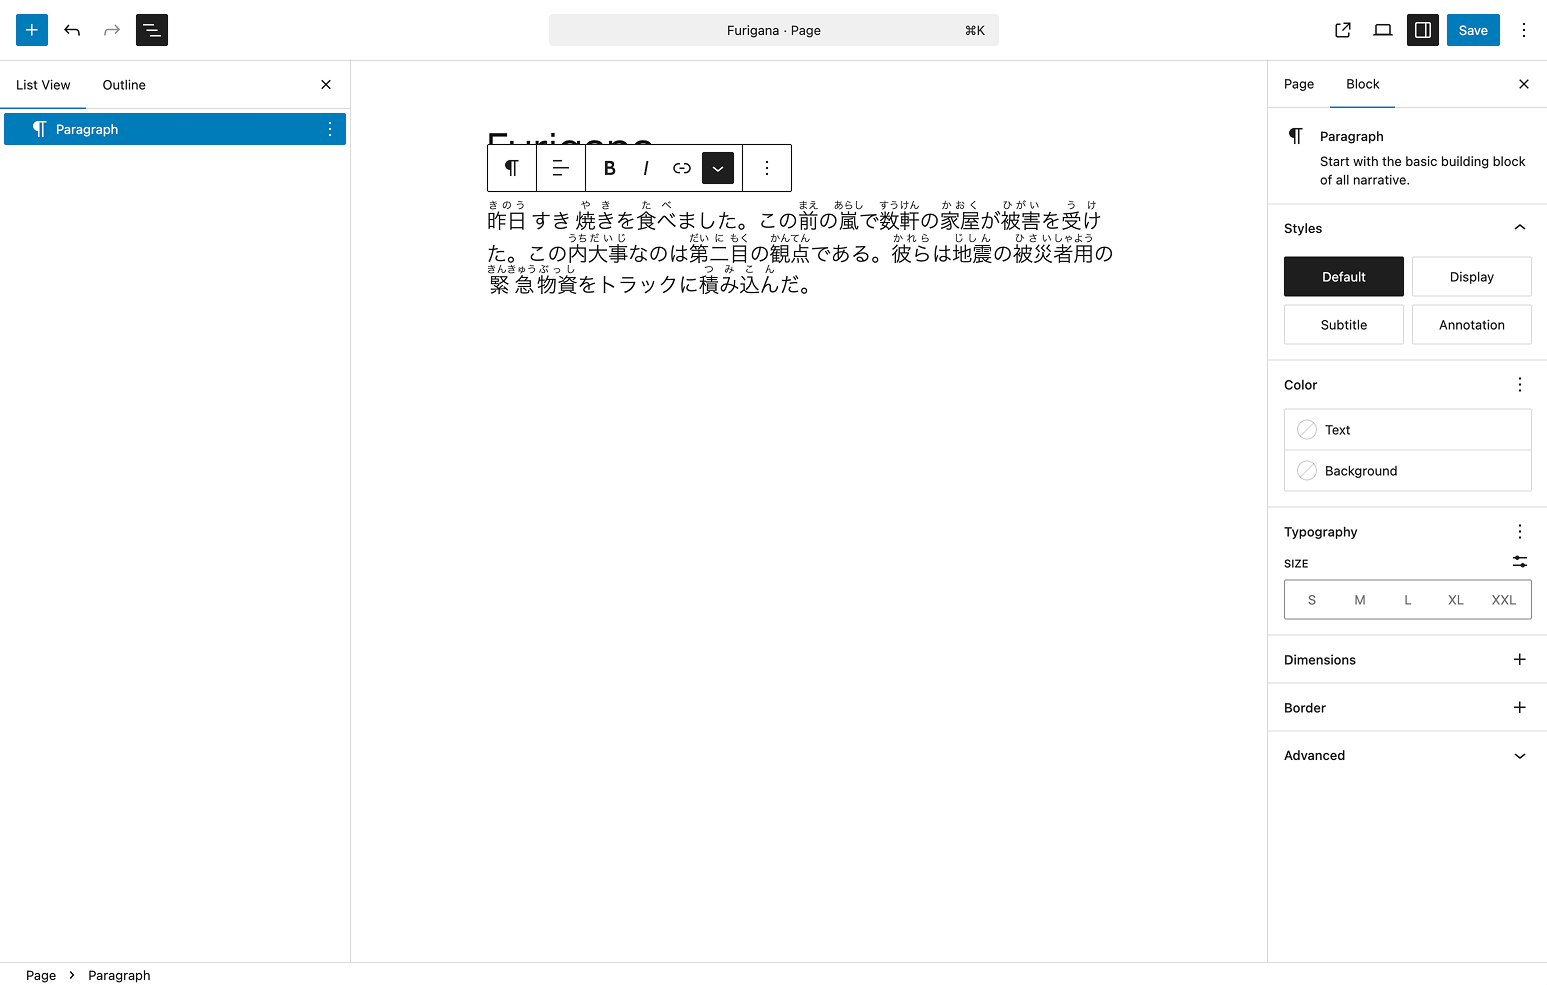 Furigana · Page ⌘K
Save
List View Outline
Paragraph
Furigana
B I
きのう や き た べ まえ あらし すうけん かおく ひがい う け
昨日 すき 焼きを食べました。この前の嵐で数軒の家屋が被害を受け
うちだいじ だい に もく かんてん かれら じしん ひさいしゃよう
た。この内大事なのは第二目の観点である。彼らは地震の被災者用の
きんきゅうぶっし つ み こ ん
緊急物資をトラックに積み込んだ。
Page Block
Paragraph
Start with the basic building block
of all narrative.
Styles
Default Display
Subtitle Annotation
Color
Text
Background
Typography
SIZE
S M L XL XXL
Dimensions
Border
Advanced
Page › Paragraph